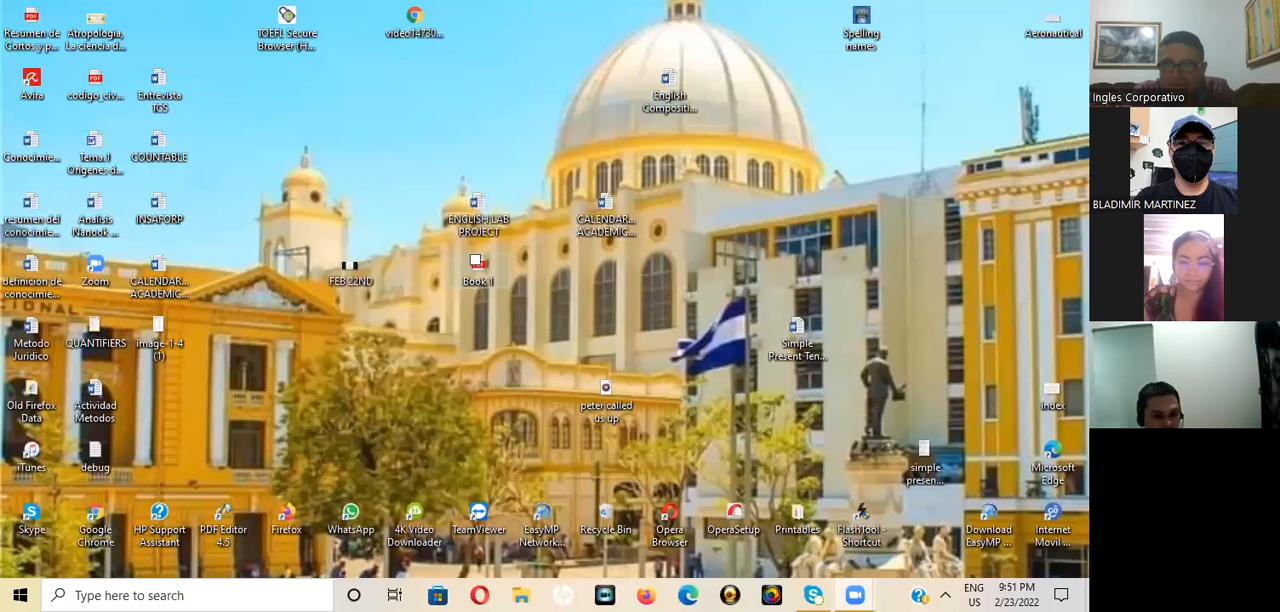 Resumen de
Cortos,y p...
Atropología,
La ciencia d...
TOEFL Secure
Browser (H...
video14730...
Spelling
names
Aeronautical
Avira
codigo_civ...
Entrevista
ICS
English
Compositi...
Conocimie...
Tema.I
Origenes d...
COUNTABLE
resumen del
conocimie...
Analisis
Nanook ...
INSAFORP
ENGLISH LAB
PROJECT
CALENDAR...
ACADEMIC...
definicion de
conocimie...
Zoom
CALENDAR...
ACADEMIC...
FEB 22ND
Book 1
CIONAL
Metodo
Juridico
QUANTIFIERS
image-1-4
(1)
Simple
Present Ten...
Old Firefox
Data
Actividad
Metodos
peter called
us up
index
iTunes
debug
simple
presen...
Microsoft
Edge
Skype
Google
Chrome
HP Support
Assistant
PDF Editor
4.5
Firefox
WhatsApp
4K Video
Downloader
TeamViewer
EasyMP
Network...
Recycle Bin
Opera
Browser
OperaSetup
Printables
FlashTool -
Shortcut
Download
EasyMP ...
Internet
Movil ...
Type here to search
ENG
US
9:51 PM
2/23/2022
Ingles Corporativo
BLADIMIR MARTINEZ